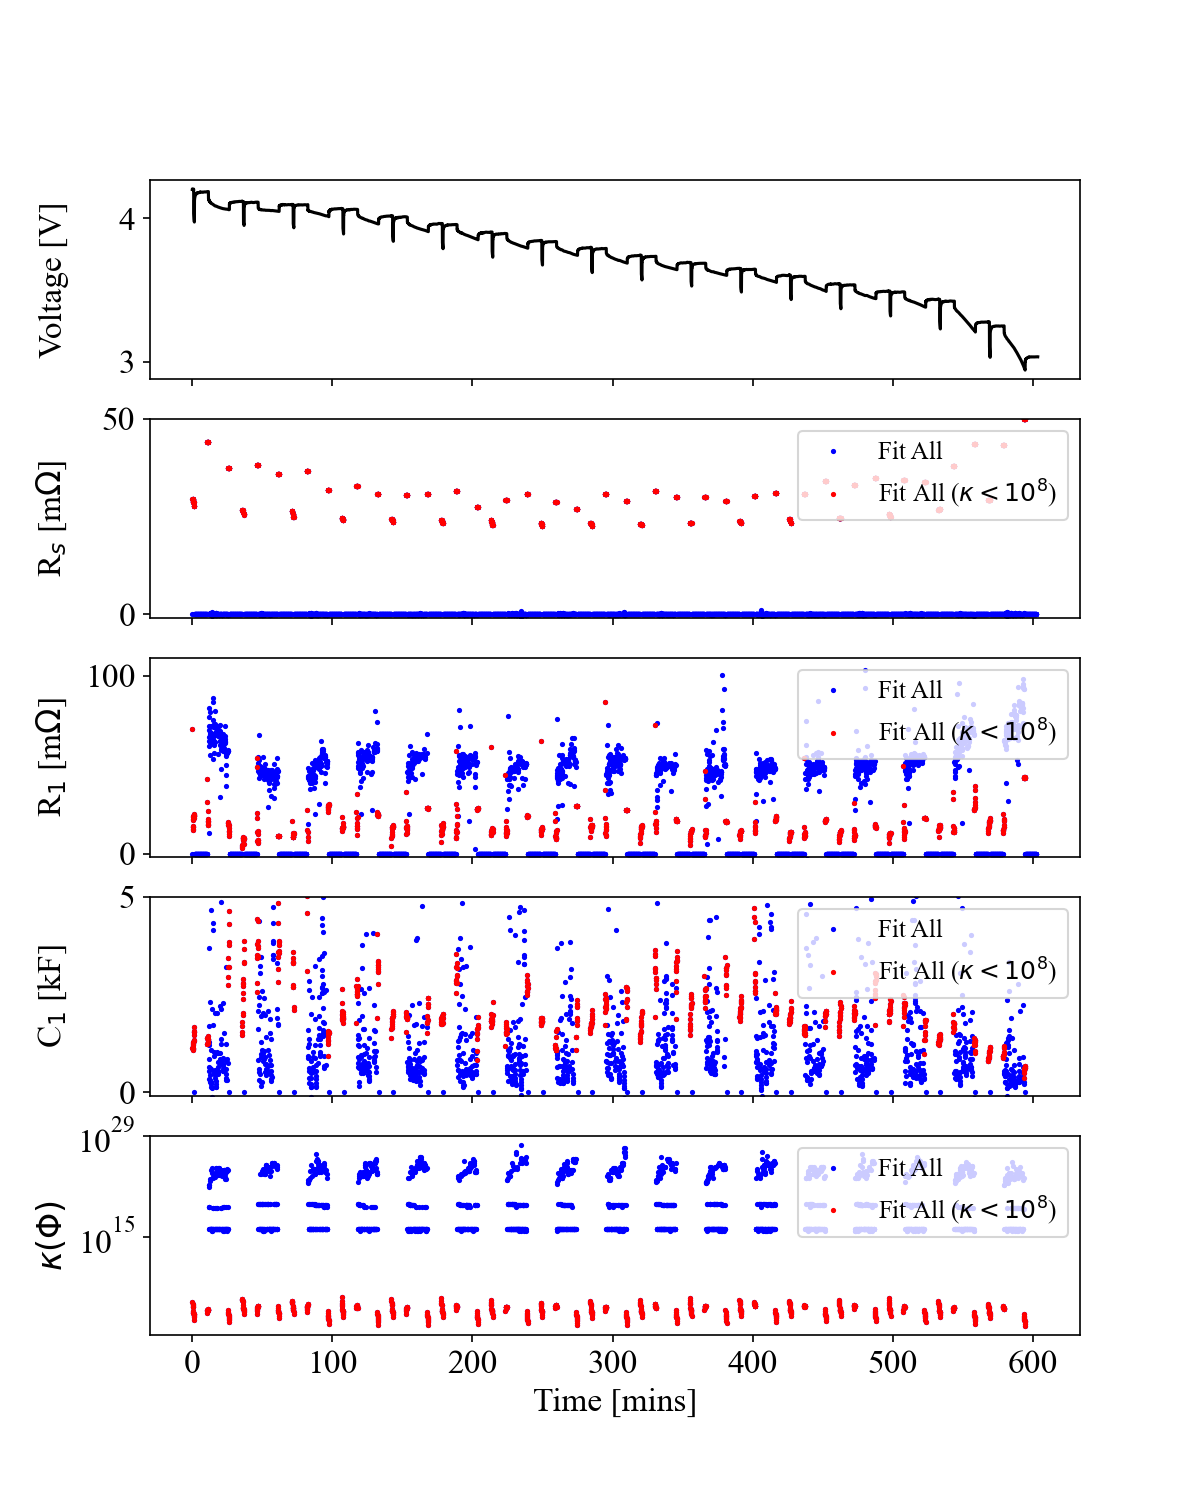 Voltage [V]
4
3
R_s [mΩ]
50
0
Fit All
Fit All (κ < 10^8)
R_1 [mΩ]
100
0
Fit All
Fit All (κ < 10^8)
C_1 [kF]
5
0
Fit All
Fit All (κ < 10^8)
κ(Φ)
10^29
10^15
Fit All
Fit All (κ < 10^8)
0 100 200 300 400 500 600
Time [mins]